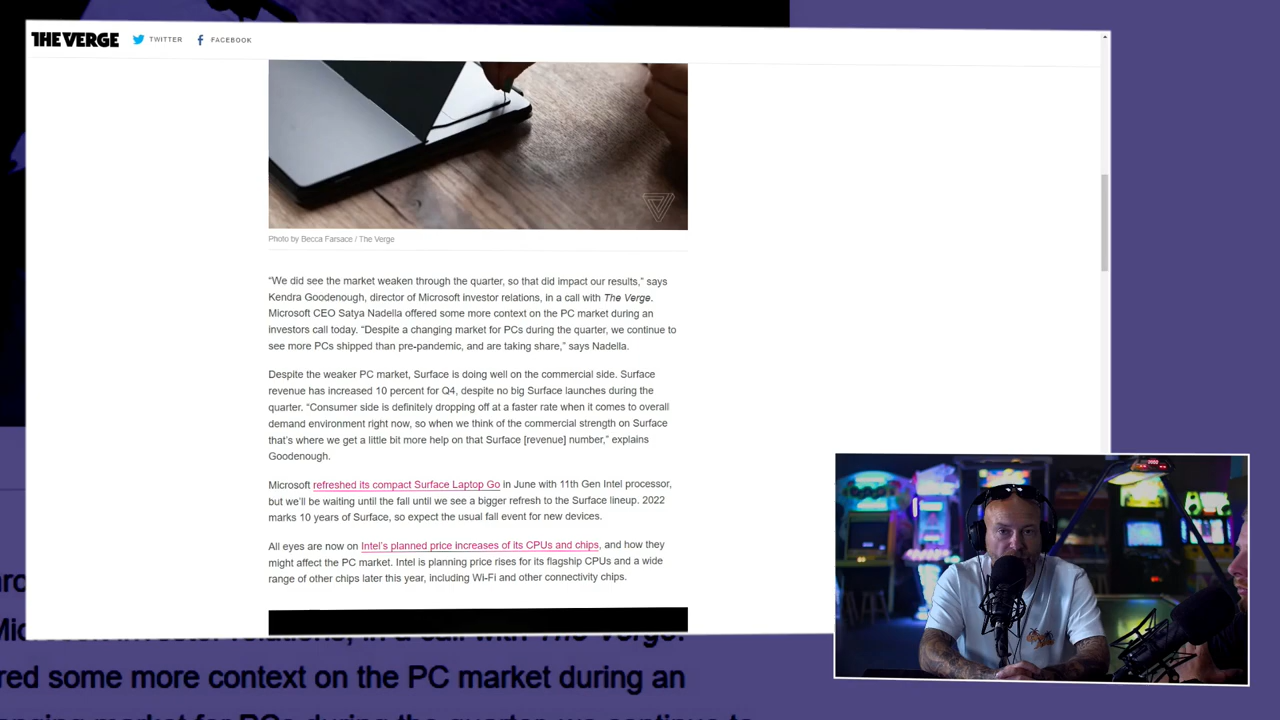 THE VERGE TWITTER FACEBOOK
Photo by Becca Farsace / The Verge
“We did see the market weaken through the quarter, so that did impact our results,” says
Kendra Goodenough, director of Microsoft investor relations, in a call with The Verge.
Microsoft CEO Satya Nadella offered some more context on the PC market during an
investors call today. “Despite a changing market for PCs during the quarter, we continue to
see more PCs shipped than pre-pandemic, and are taking share,” says Nadella.
Despite the weaker PC market, Surface is doing well on the commercial side. Surface
revenue has increased 10 percent for Q4, despite no big Surface launches during the
quarter. “Consumer side is definitely dropping off at a faster rate when it comes to overall
demand environment right now, so when we think of the commercial strength on Surface
that’s where we get a little bit more help on that Surface [revenue] number,” explains
Goodenough.
Microsoft refreshed its compact Surface Laptop Go in June with 11th Gen Intel processor,
but we’ll be waiting until the fall until we see a bigger refresh to the Surface lineup. 2022
marks 10 years of Surface, so expect the usual fall event for new devices.
All eyes are now on Intel’s planned price increases of its CPUs and chips, and how they
might affect the PC market. Intel is planning price rises for its flagship CPUs and a wide
range of other chips later this year, including Wi-Fi and other connectivity chips.
in a call with The Verge.
red some more context on the PC market during an